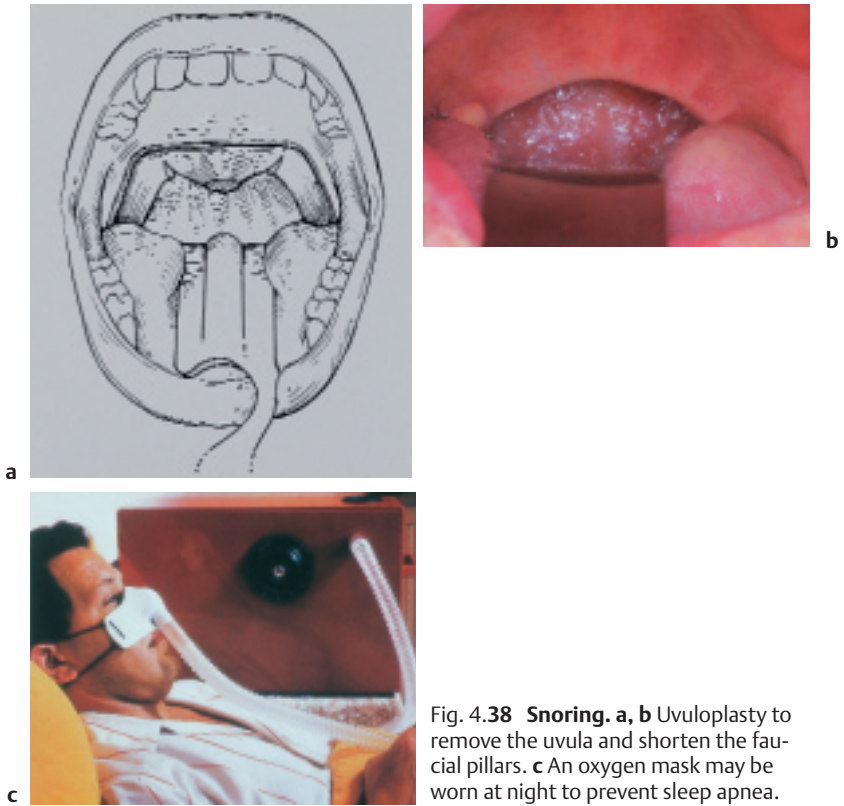 a
b
c
Fig. 4.38 Snoring. a, b Uvuloplasty to
remove the uvula and shorten the fau-
cial pillars. c An oxygen mask may be
worn at night to prevent sleep apnea.